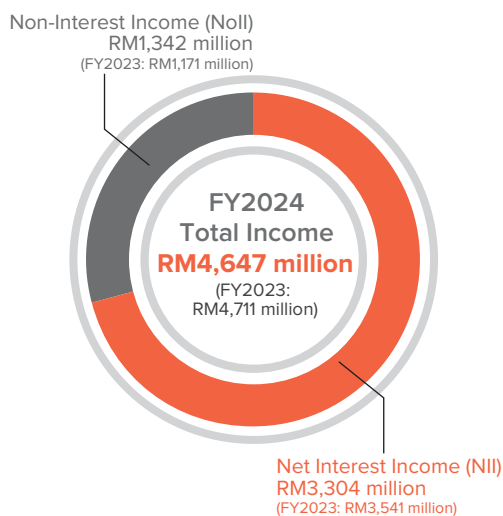 Non-Interest Income (NoII)
RM1,342 million
(FY2023: RM1,171 million)
FY2024
Total Income
RM4,647 million
(FY2023:
RM4,711 million)
Net Interest Income (NII)
RM3,304 million
(FY2023: RM3,541 million)